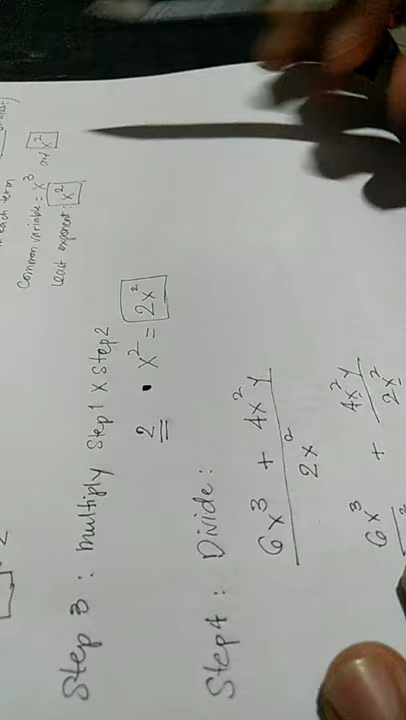 in each term
Common variable = x³ and x²
Least exponent: x²
Step 3: Multiply Step 1 x Step 2
2 • x² = 2x²
Step 4: Divide:
6x³ + 4x²y
2x²
6x³ + 4x²y
2x²